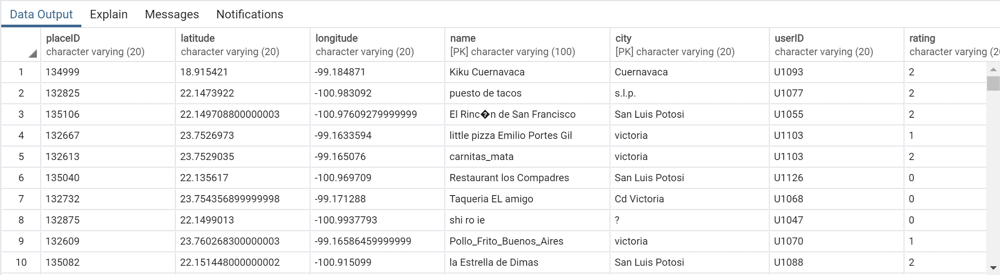 Data Output Explain Messages Notifications
placeID latitude longitude name city userID rating
character varying (20) character varying (20) character varying (20) [PK] character varying (100) [PK] character varying (20) character varying (20) character varying (2
1 134999 18.915421 -99.184871 Kiku Cuernavaca Cuernavaca U1093 2
2 132825 22.1473922 -100.983092 puesto de tacos s.l.p. U1077 2
3 135106 22.149708800000003 -100.97609279999999 El Rinc�n de San Francisco San Luis Potosi U1055 2
4 132667 23.7526973 -99.1633594 little pizza Emilio Portes Gil victoria U1103 1
5 132613 23.7529035 -99.165076 carnitas_mata victoria U1103 2
6 135040 22.135617 -100.969709 Restaurant los Compadres San Luis Potosi U1126 0
7 132732 23.754356899999998 -99.171288 Taqueria EL amigo Cd Victoria U1068 0
8 132875 22.1499013 -100.9937793 shi ro ie ? U1047 0
9 132609 23.760268300000003 -99.16586459999999 Pollo_Frito_Buenos_Aires victoria U1070 1
10 135082 22.151448000000002 -100.915099 la Estrella de Dimas San Luis Potosi U1088 2